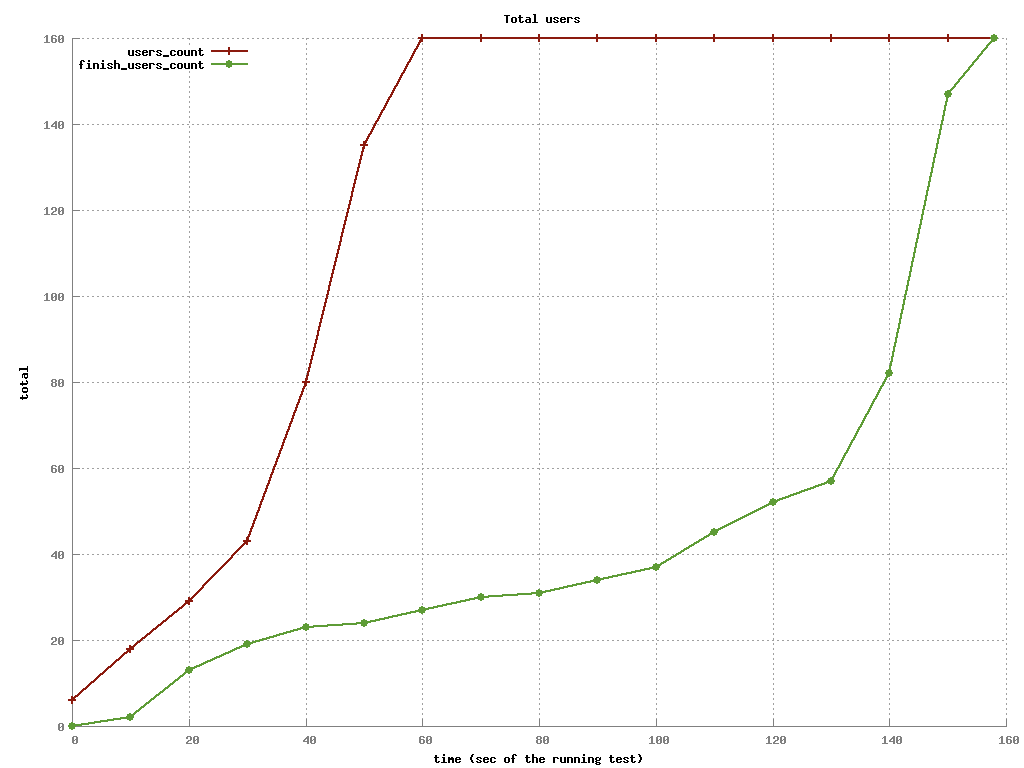 Total users
users_count
finish_users_count
160
140
120
100
80
60
40
20
0
total
0 20 40 60 80 100 120 140 160
time (sec of the running test)